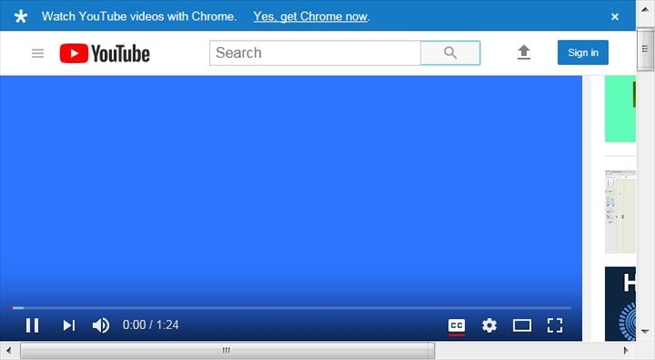 Watch YouTube videos with Chrome. Yes, get Chrome now.
YouTube
Search
Sign in
H
0:00 / 1:24
CC